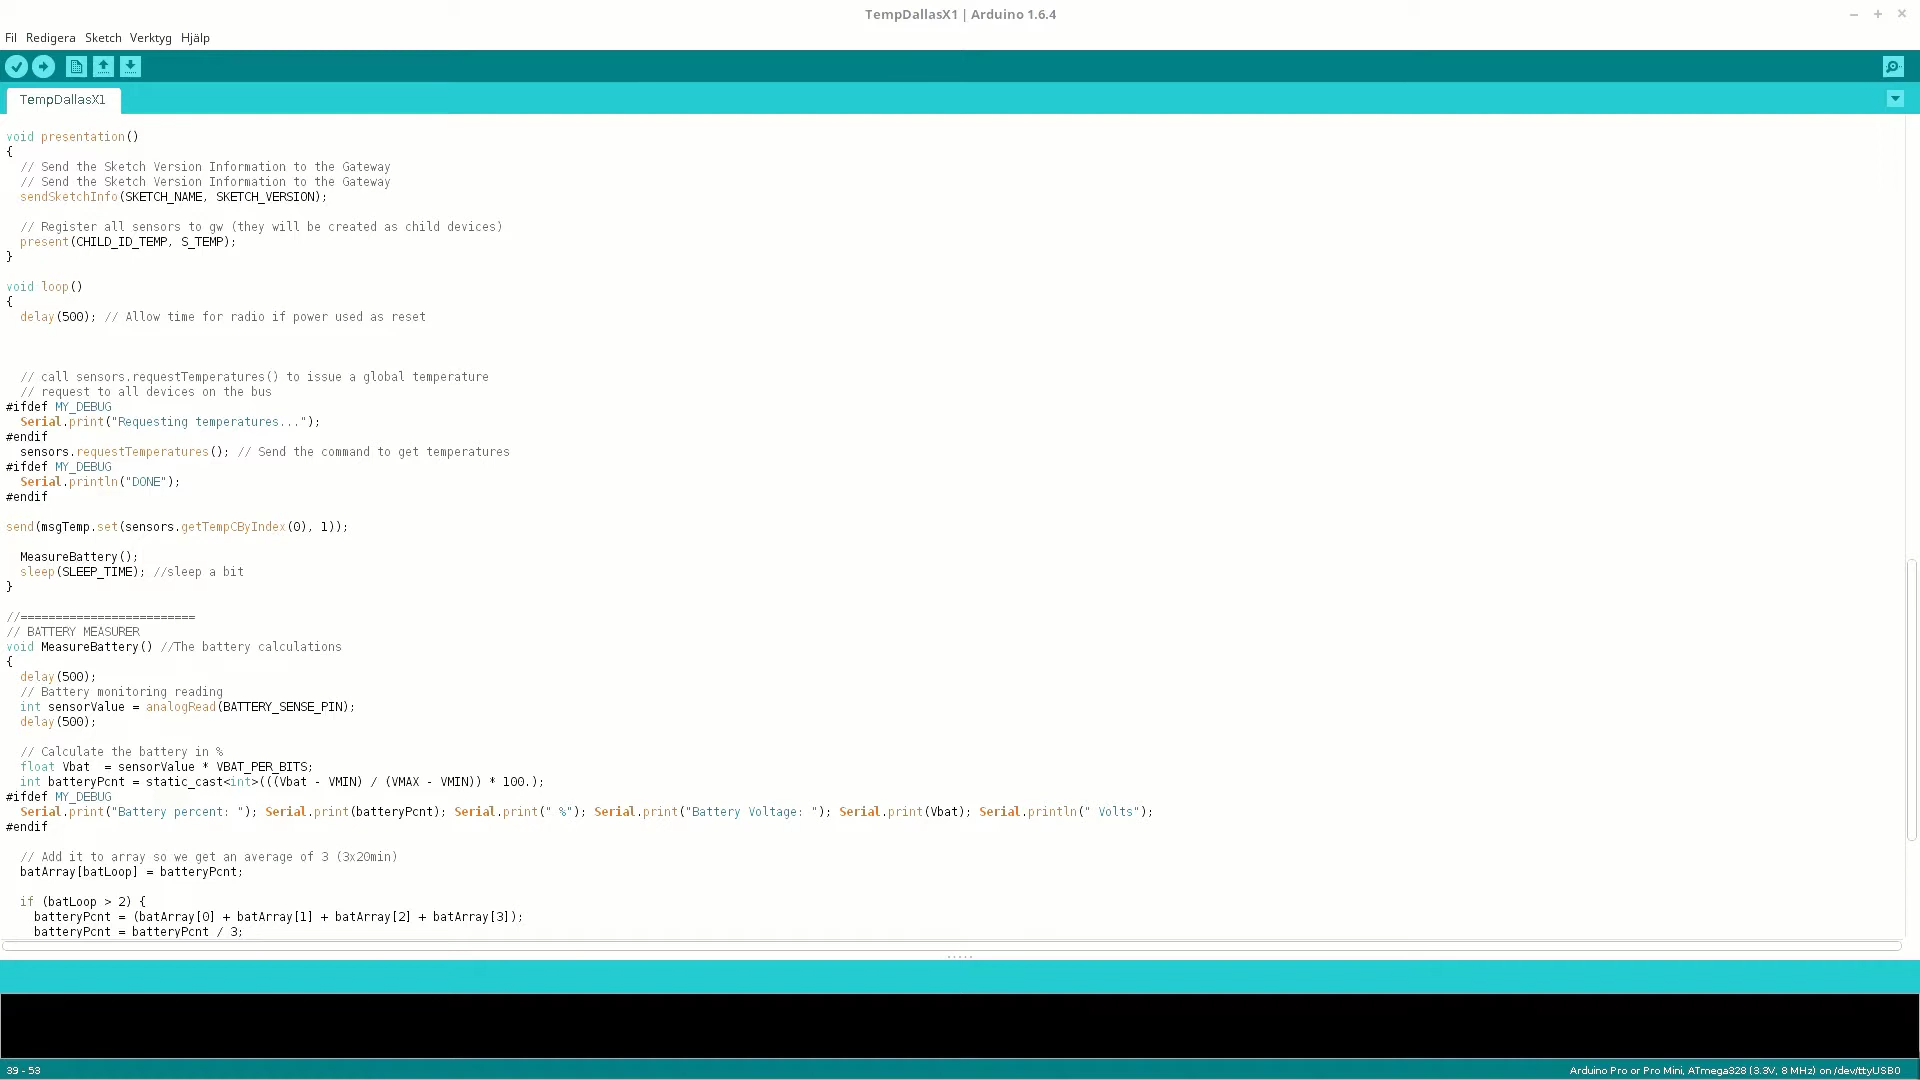 TempDallasX1 | Arduino 1.6.4
Fil Redigera Sketch Verktyg Hjälp
TempDallasX1
void presentation()
{
  // Send the Sketch Version Information to the Gateway
  // Send the Sketch Version Information to the Gateway
  sendSketchInfo(SKETCH_NAME, SKETCH_VERSION);
  // Register all sensors to gw (they will be created as child devices)
  present(CHILD_ID_TEMP, S_TEMP);
}
void loop()
{
  delay(500); // Allow time for radio if power used as reset
  // call sensors.requestTemperatures() to issue a global temperature
  // request to all devices on the bus
#ifdef MY_DEBUG
  Serial.print("Requesting temperatures...");
#endif
  sensors.requestTemperatures(); // Send the command to get temperatures
#ifdef MY_DEBUG
  Serial.println("DONE");
#endif
send(msgTemp.set(sensors.getTempCByIndex(0), 1));
  MeasureBattery();
  sleep(SLEEP_TIME); //sleep a bit
}
//=========================
// BATTERY MEASURER
void MeasureBattery() //The battery calculations
{
  delay(500);
  // Battery monitoring reading
  int sensorValue = analogRead(BATTERY_SENSE_PIN);
  delay(500);
  // Calculate the battery in %
  float Vbat  = sensorValue * VBAT_PER_BITS;
  int batteryPcnt = static_cast<int>(((Vbat - VMIN) / (VMAX - VMIN)) * 100.);
#ifdef MY_DEBUG
  Serial.print("Battery percent: "); Serial.print(batteryPcnt); Serial.print(" %"); Serial.print("Battery Voltage: "); Serial.print(Vbat); Serial.println(" Volts");
#endif
  // Add it to array so we get an average of 3 (3x20min)
  batArray[batLoop] = batteryPcnt;
  if (batLoop > 2) {
    batteryPcnt = (batArray[0] + batArray[1] + batArray[2] + batArray[3]);
    batteryPcnt = batteryPcnt / 3;
39 - 53
Arduino Pro or Pro Mini, ATmega328 (3.3V, 8 MHz) on /dev/ttyUSB0